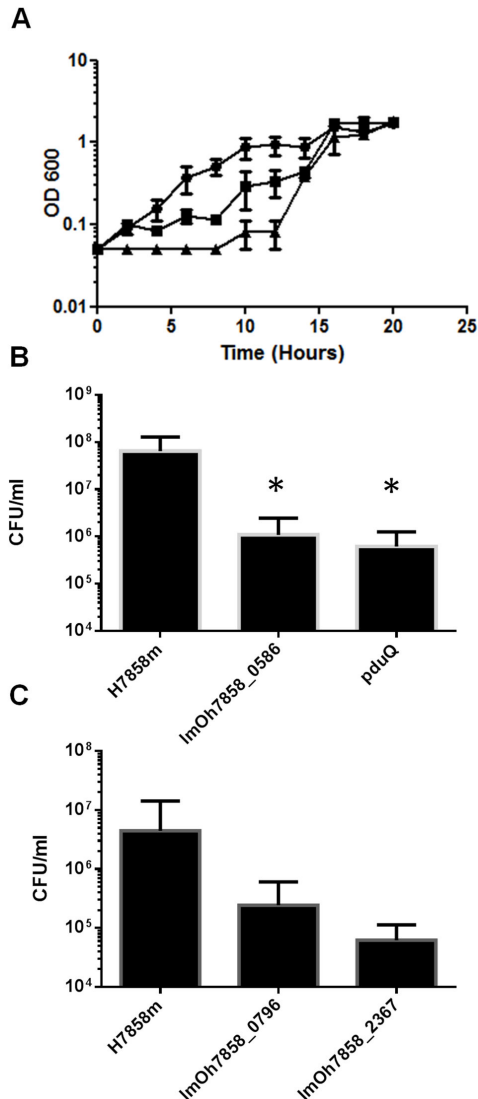 A
10
1
0.1
0.01
OD 600
0 5 10 15 20 25
Time (Hours)
B
10⁹
10⁸
10⁷
10⁶
10⁵
10⁴
CFU/ml
* *
H7858m
lmOh7858_0586
pduQ
C
10⁸
10⁷
10⁶
10⁵
10⁴
CFU/ml
H7858m
lmOh7858_0796
lmOh7858_2367